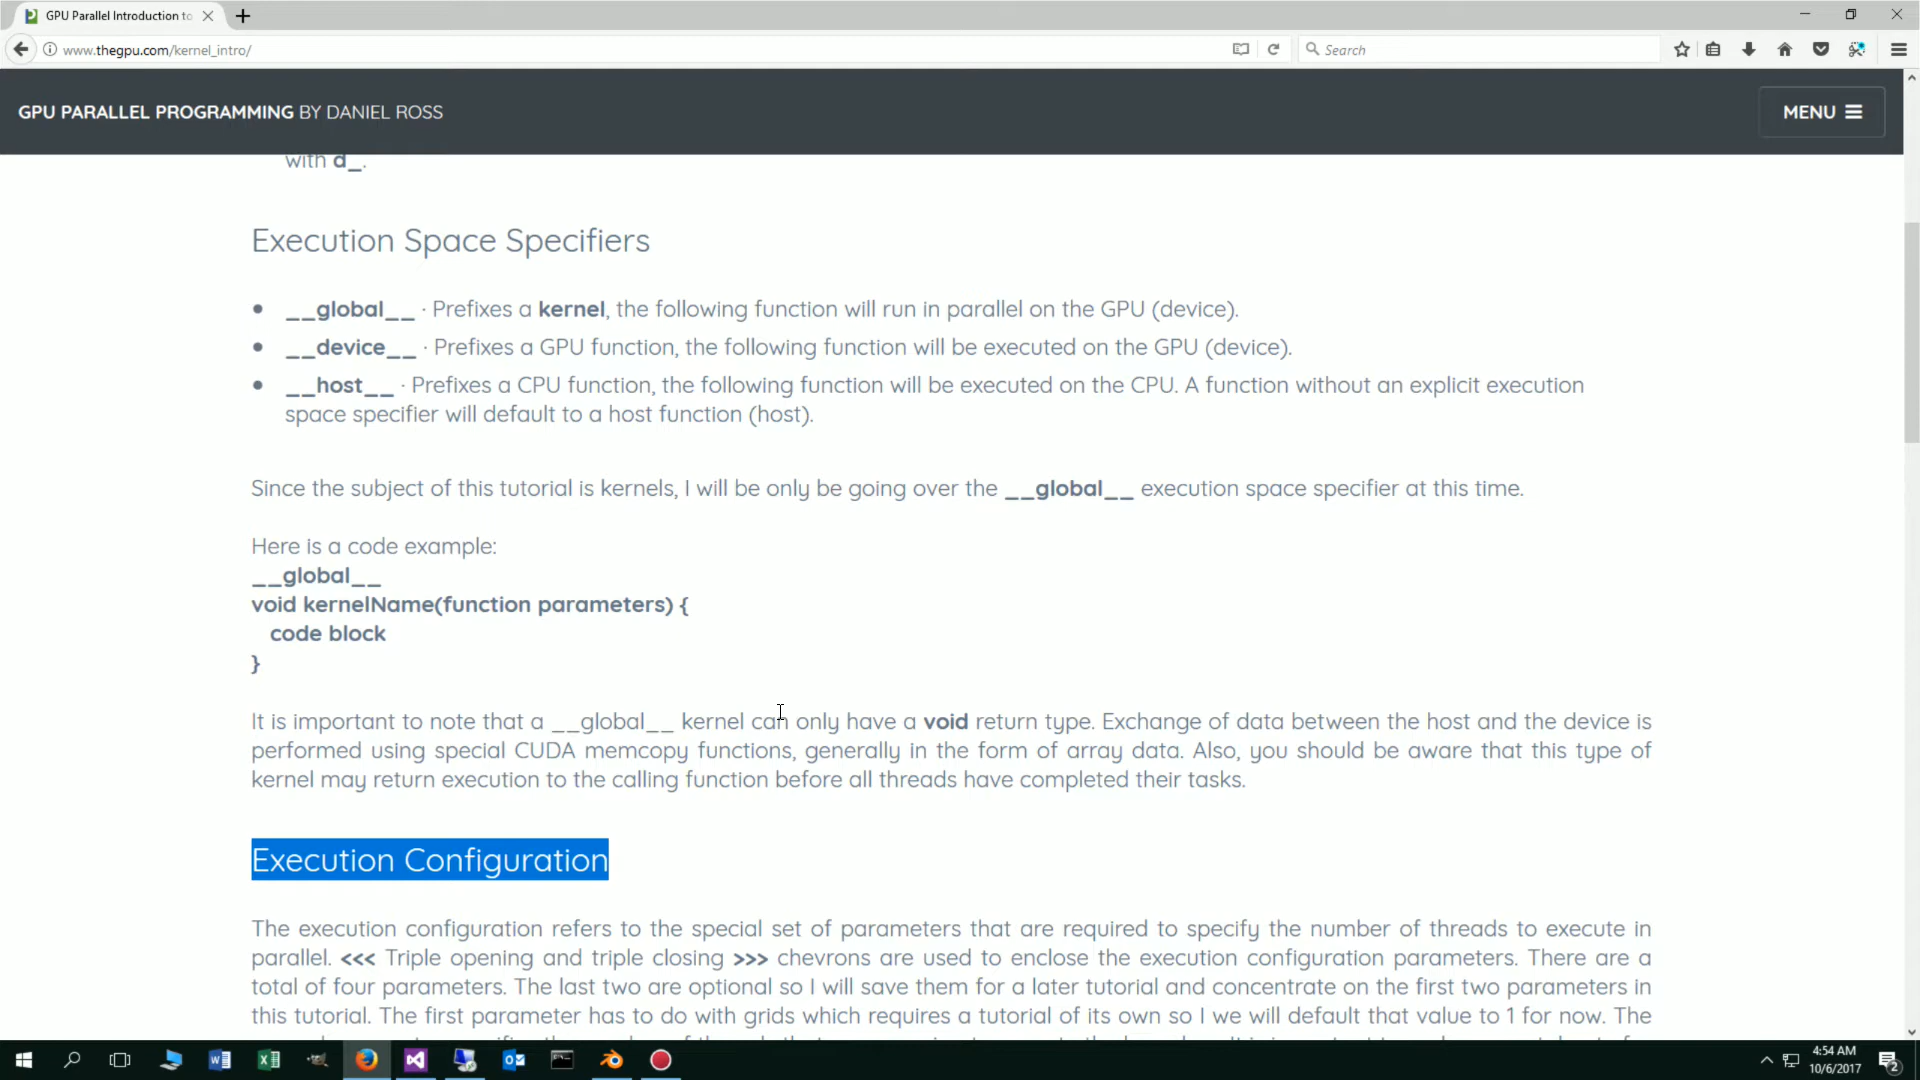 GPU Parallel Introduction to
www.thegpu.com/kernel_intro/
Search
GPU PARALLEL PROGRAMMING BY DANIEL ROSS
MENU
with d_.
Execution Space Specifiers
• __global__ · Prefixes a kernel, the following function will run in parallel on the GPU (device).
• __device__ · Prefixes a GPU function, the following function will be executed on the GPU (device).
• __host__ · Prefixes a CPU function, the following function will be executed on the CPU. A function without an explicit execution
space specifier will default to a host function (host).
Since the subject of this tutorial is kernels, I will be only be going over the __global__ execution space specifier at this time.
Here is a code example:
__global__
void kernelName(function parameters) {
code block
}
It is important to note that a __global__ kernel can only have a void return type. Exchange of data between the host and the device is
performed using special CUDA memcopy functions, generally in the form of array data. Also, you should be aware that this type of
kernel may return execution to the calling function before all threads have completed their tasks.
Execution Configuration
The execution configuration refers to the special set of parameters that are required to specify the number of threads to execute in
parallel. <<< Triple opening and triple closing >>> chevrons are used to enclose the execution configuration parameters. There are a
total of four parameters. The last two are optional so I will save them for a later tutorial and concentrate on the first two parameters in
this tutorial. The first parameter has to do with grids which requires a tutorial of its own so I we will default that value to 1 for now. The
4:54 AM
10/6/2017
2